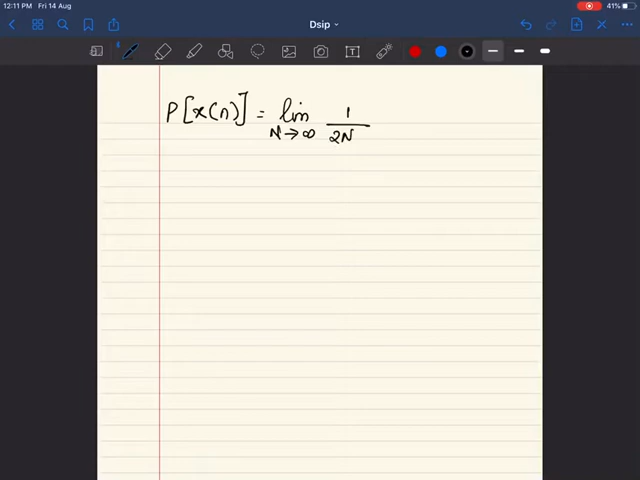 12:11 PM Fri 14 Aug
41%
Dsip
P[x(n)] = lim 1
N→∞ 2N